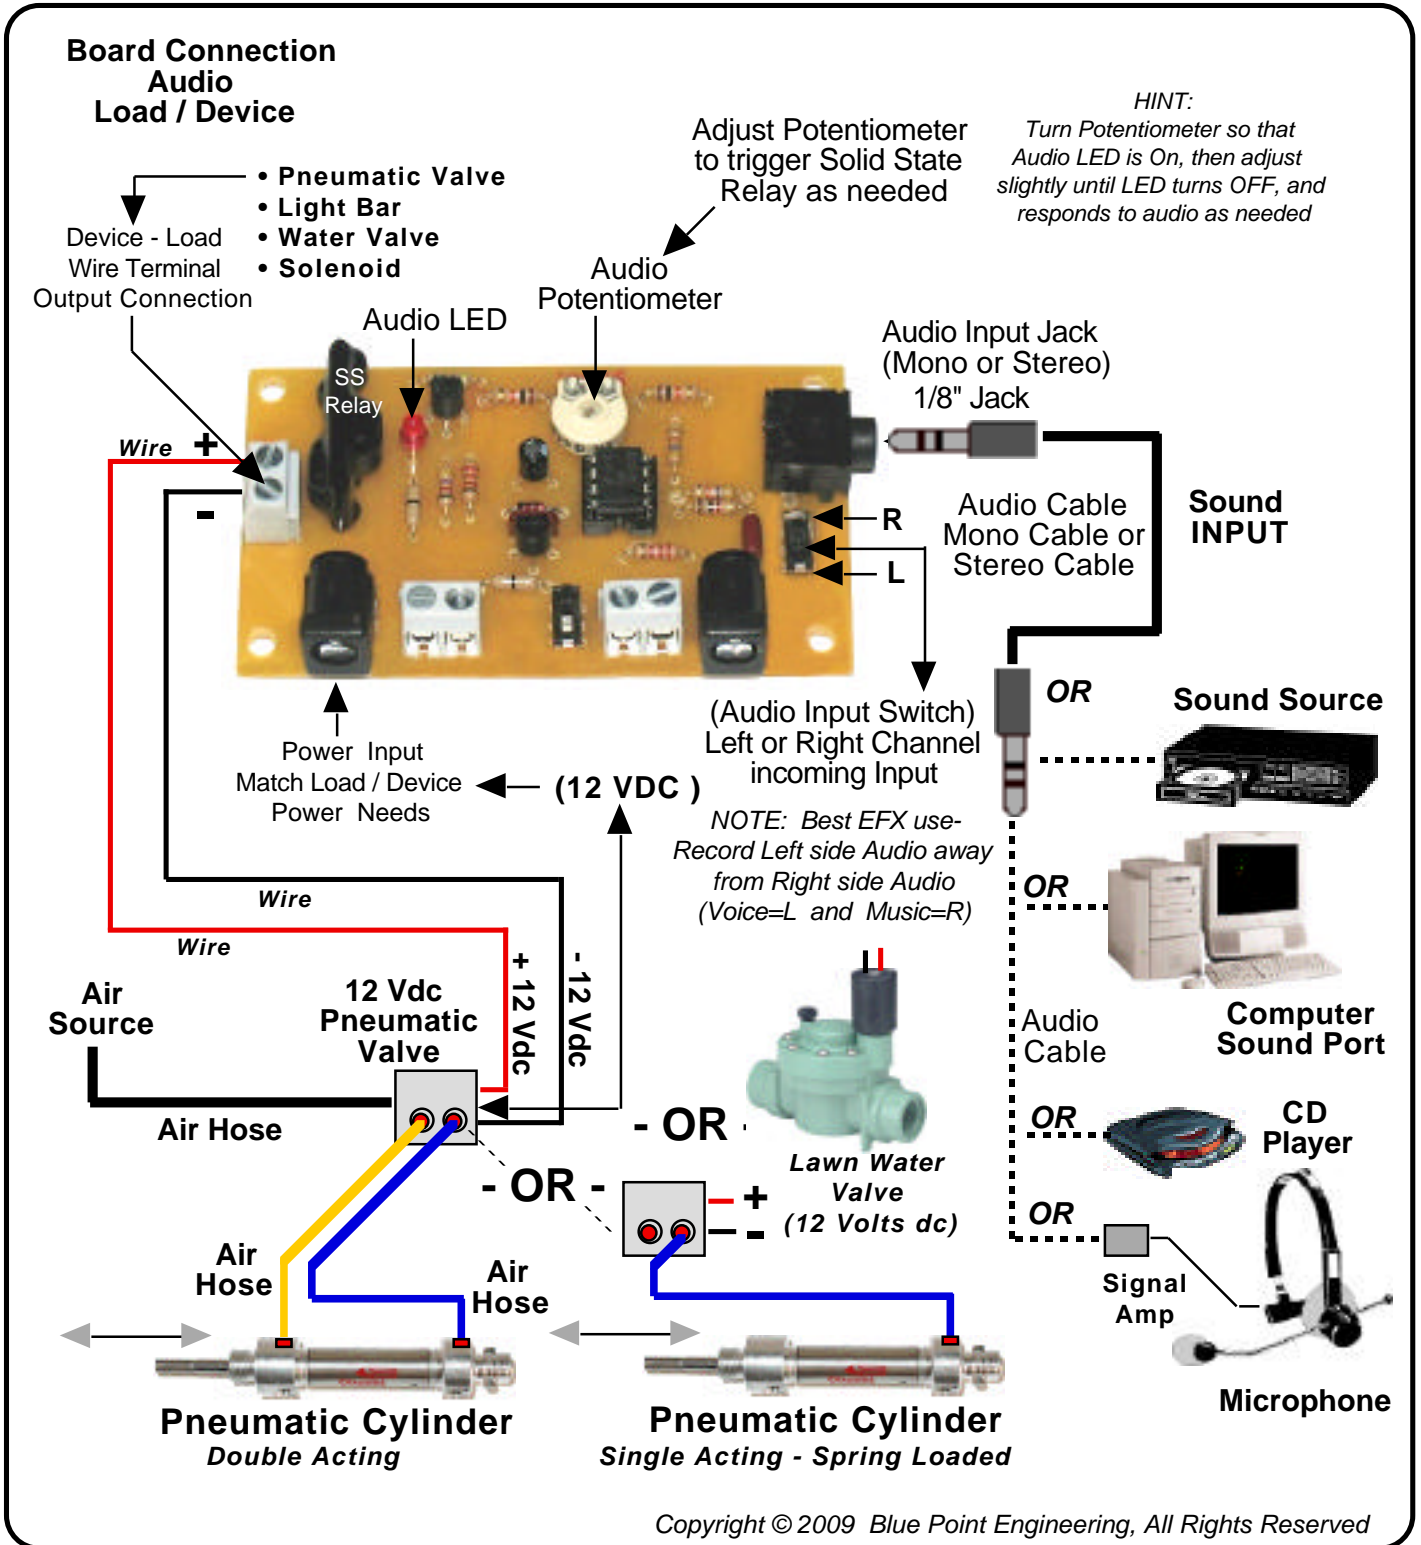 Board Connection
Audio
Load / Device
• Pneumatic Valve
• Light Bar
• Water Valve
• Solenoid
Device - Load
Wire Terminal
Output Connection
Adjust Potentiometer
to trigger Solid State
Relay as needed
HINT:
Turn Potentiometer so that
Audio LED is On, then adjust
slightly until LED turns OFF, and
responds to audio as needed
Audio
Potentiometer
Audio LED
SS
Relay
Audio Input Jack
(Mono or Stereo)
1/8" Jack
Wire +
-
R
L
Audio Cable
Mono Cable or
Stereo Cable
Sound
INPUT
(Audio Input Switch)
Left or Right Channel
incoming Input
NOTE: Best EFX use-
Record Left side Audio away
from Right side Audio
(Voice=L and Music=R)
Power Input
Match Load / Device
Power Needs
(12 VDC )
OR
Sound Source
OR
Computer
Sound Port
Audio
Cable
OR
CD
Player
OR
Signal
Amp
Microphone
Wire
Wire
+ 12 Vdc
- 12 Vdc
Air
Source
12 Vdc
Pneumatic
Valve
Air Hose
- OR -
Lawn Water
Valve
(12 Volts dc)
- OR -
+
-
Air
Hose
Air
Hose
Pneumatic Cylinder
Double Acting
Pneumatic Cylinder
Single Acting - Spring Loaded
Copyright © 2009 Blue Point Engineering, All Rights Reserved